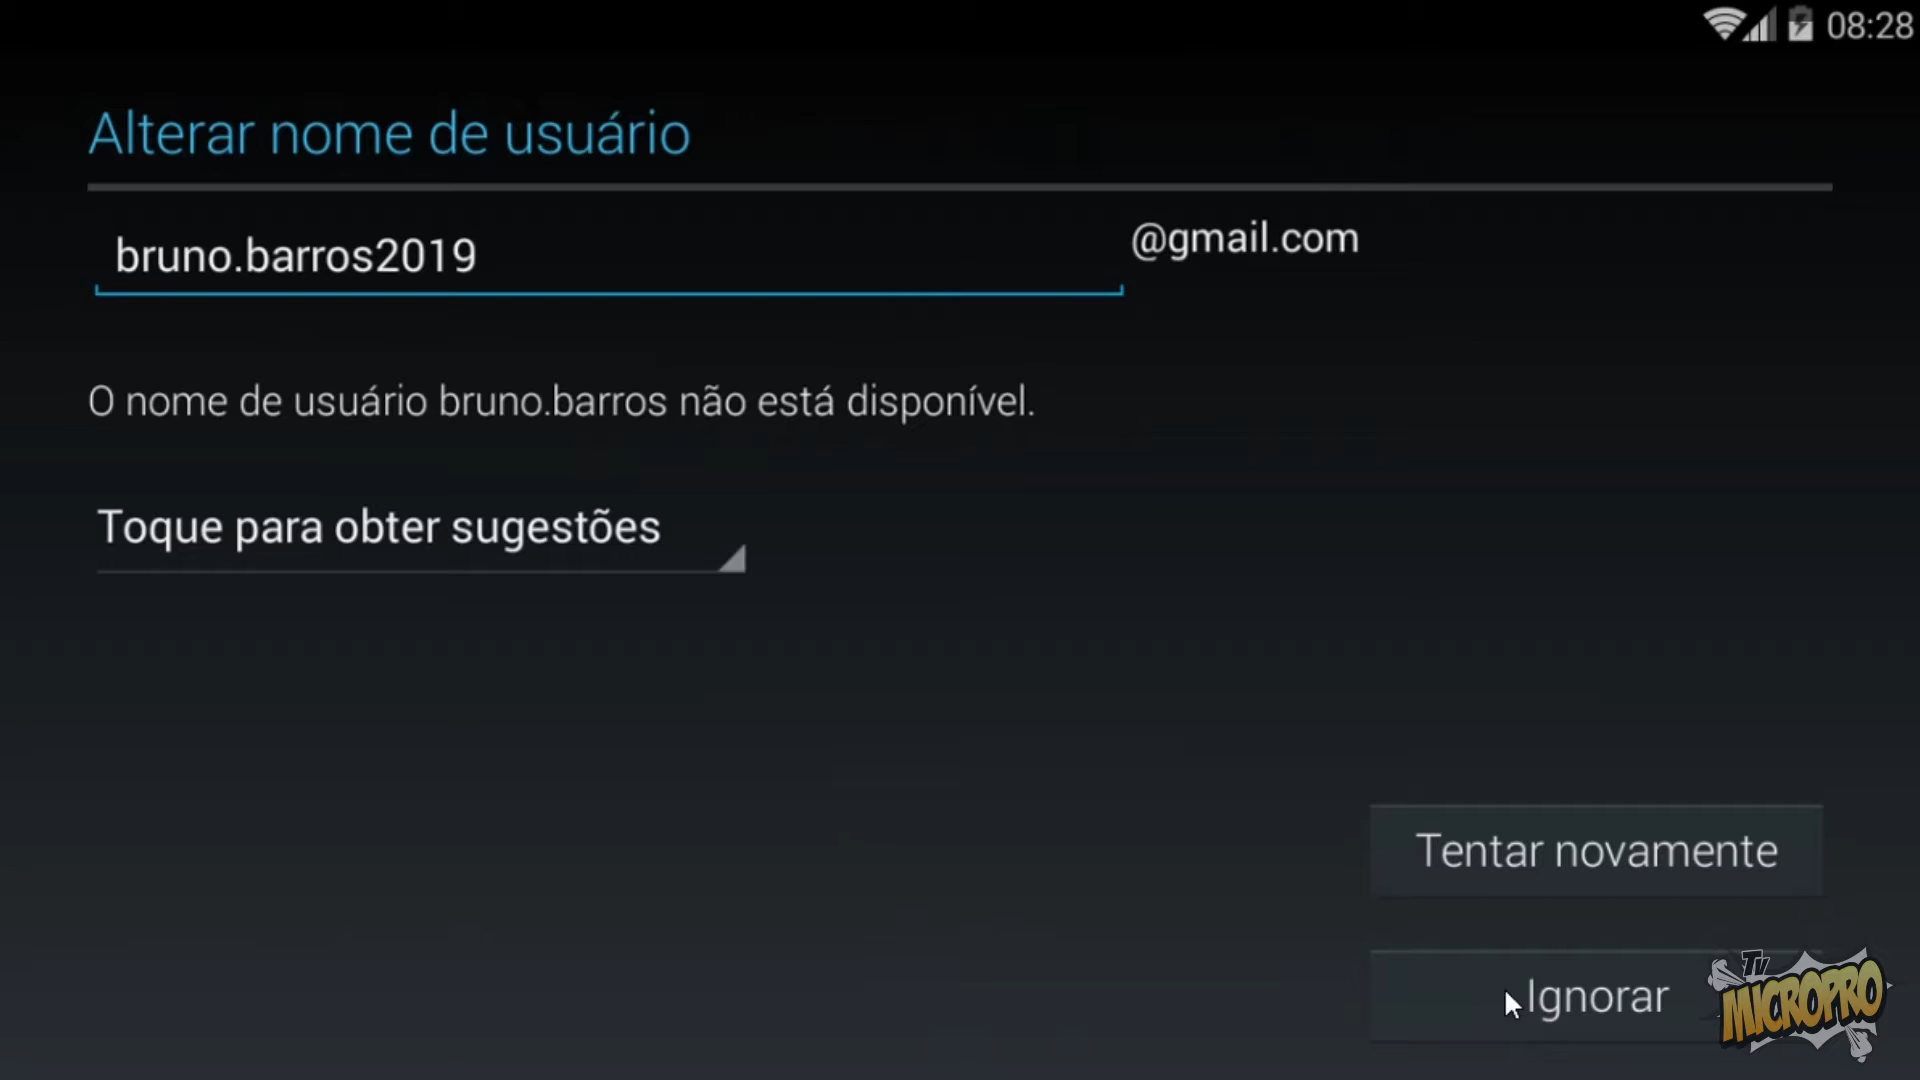 08:28
Alterar nome de usuário
bruno.barros2019
@gmail.com
O nome de usuário bruno.barros não está disponível.
Toque para obter sugestões
Tentar novamente
Ignorar
TV
MICROPRO